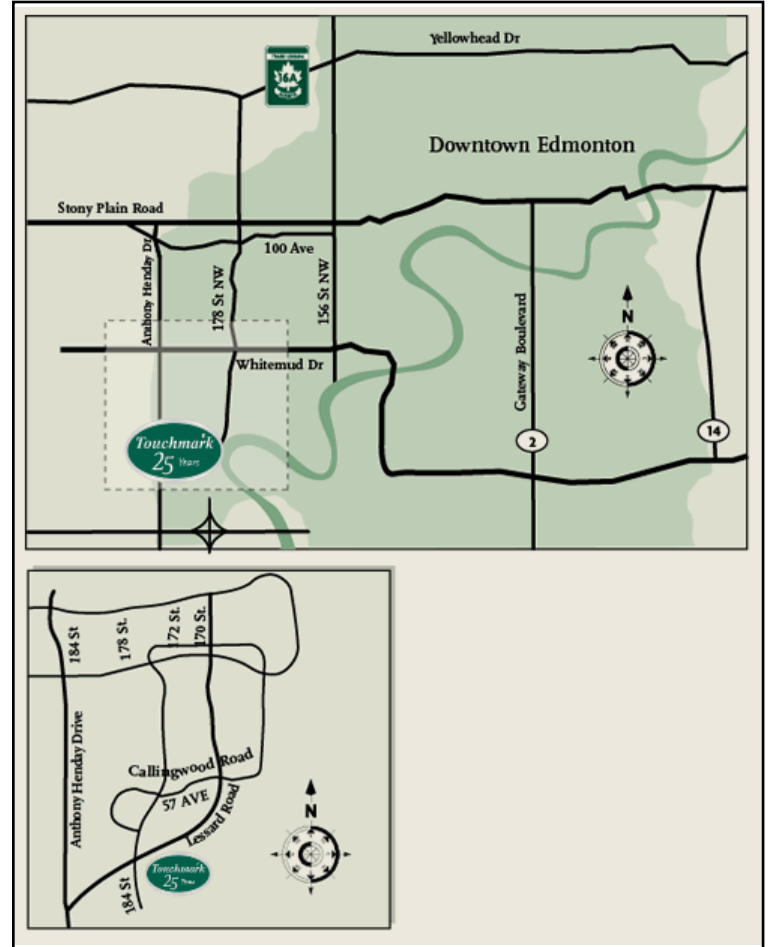 Yellowhead Dr
16A
Downtown Edmonton
Stony Plain Road
100 Ave
Anthony Henday Dr
178 St NW
156 St NW
Whitemud Dr
Gateway Boulevard
N
2
14
Touchmark
25 Years
184 St
178 St.
172 St.
170 St.
Anthony Henday Drive
Callingwood Road
57 AVE
Lessard Road
N
Touchmark
25 Years
184 St